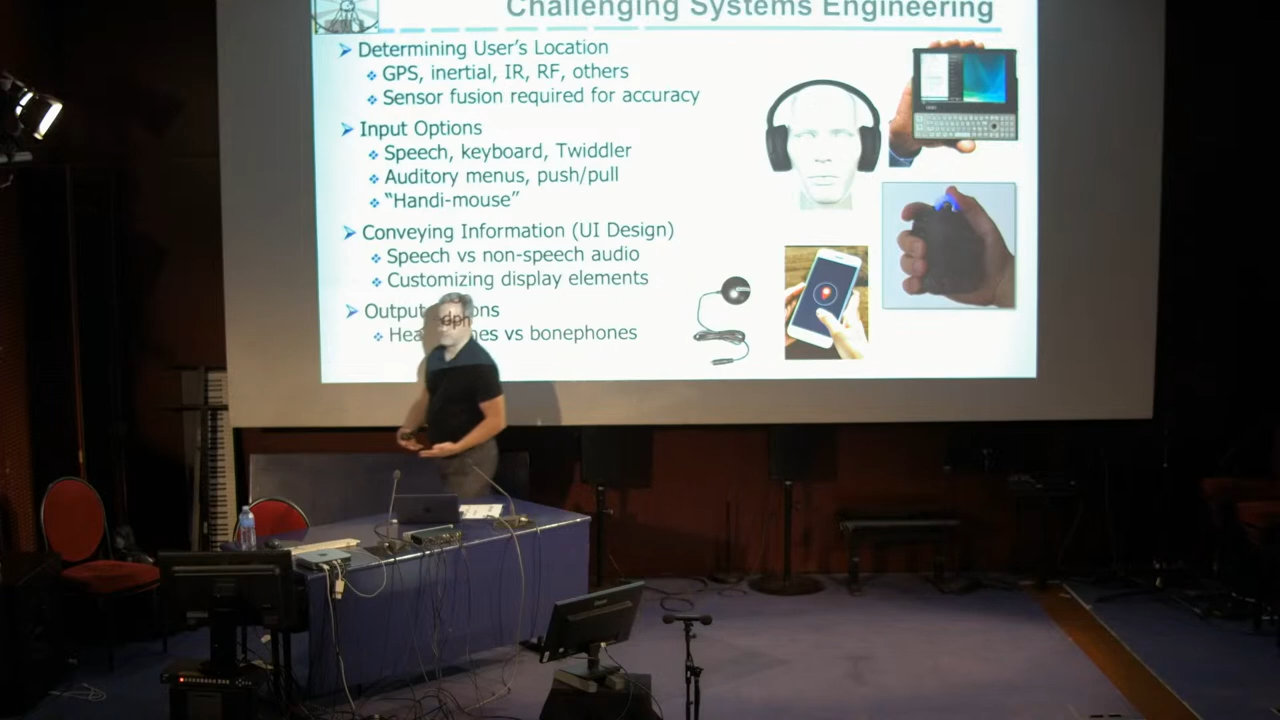 Challenging Systems Engineering
Determining User's Location
GPS, inertial, IR, RF, others
Sensor fusion required for accuracy
Input Options
Speech, keyboard, Twiddler
Auditory menus, push/pull
"Handi-mouse"
Conveying Information (UI Design)
Speech vs non-speech audio
Customizing display elements
Output
vs bonephones